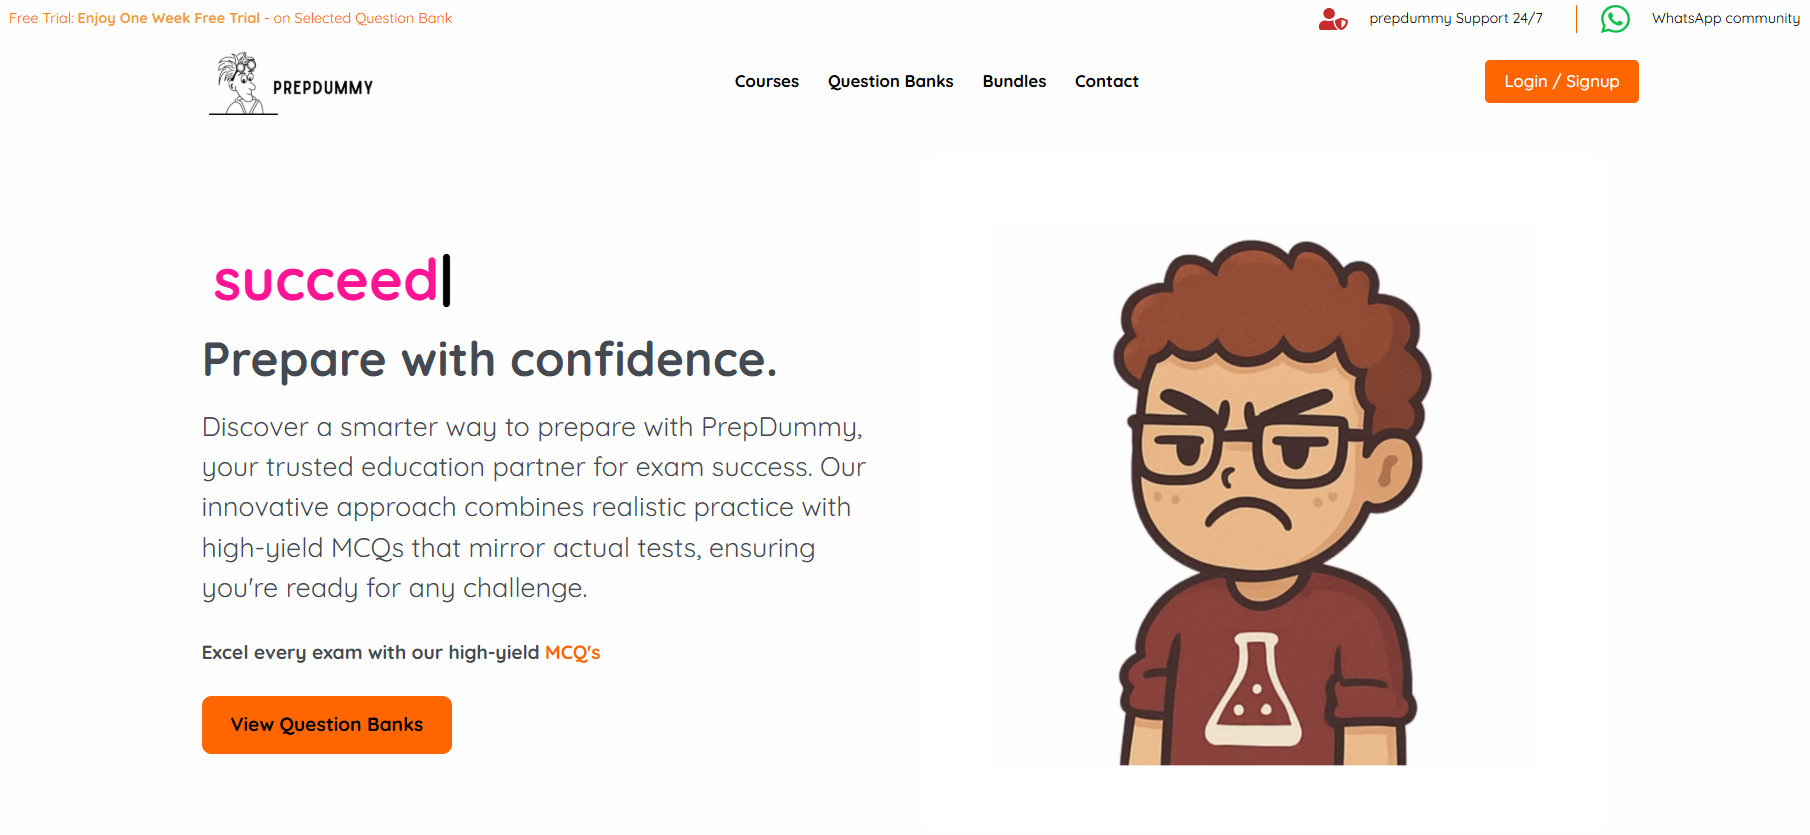 Free Trial: Enjoy One Week Free Trial - on Selected Question Bank
prepdummy Support 24/7
WhatsApp community
PREPDUMMY
Courses
Question Banks
Bundles
Contact
Login / Signup
succeed
Prepare with confidence.
Discover a smarter way to prepare with PrepDummy,
your trusted education partner for exam success. Our
innovative approach combines realistic practice with
high-yield MCQs that mirror actual tests, ensuring
you're ready for any challenge.
Excel every exam with our high-yield MCQ's
View Question Banks